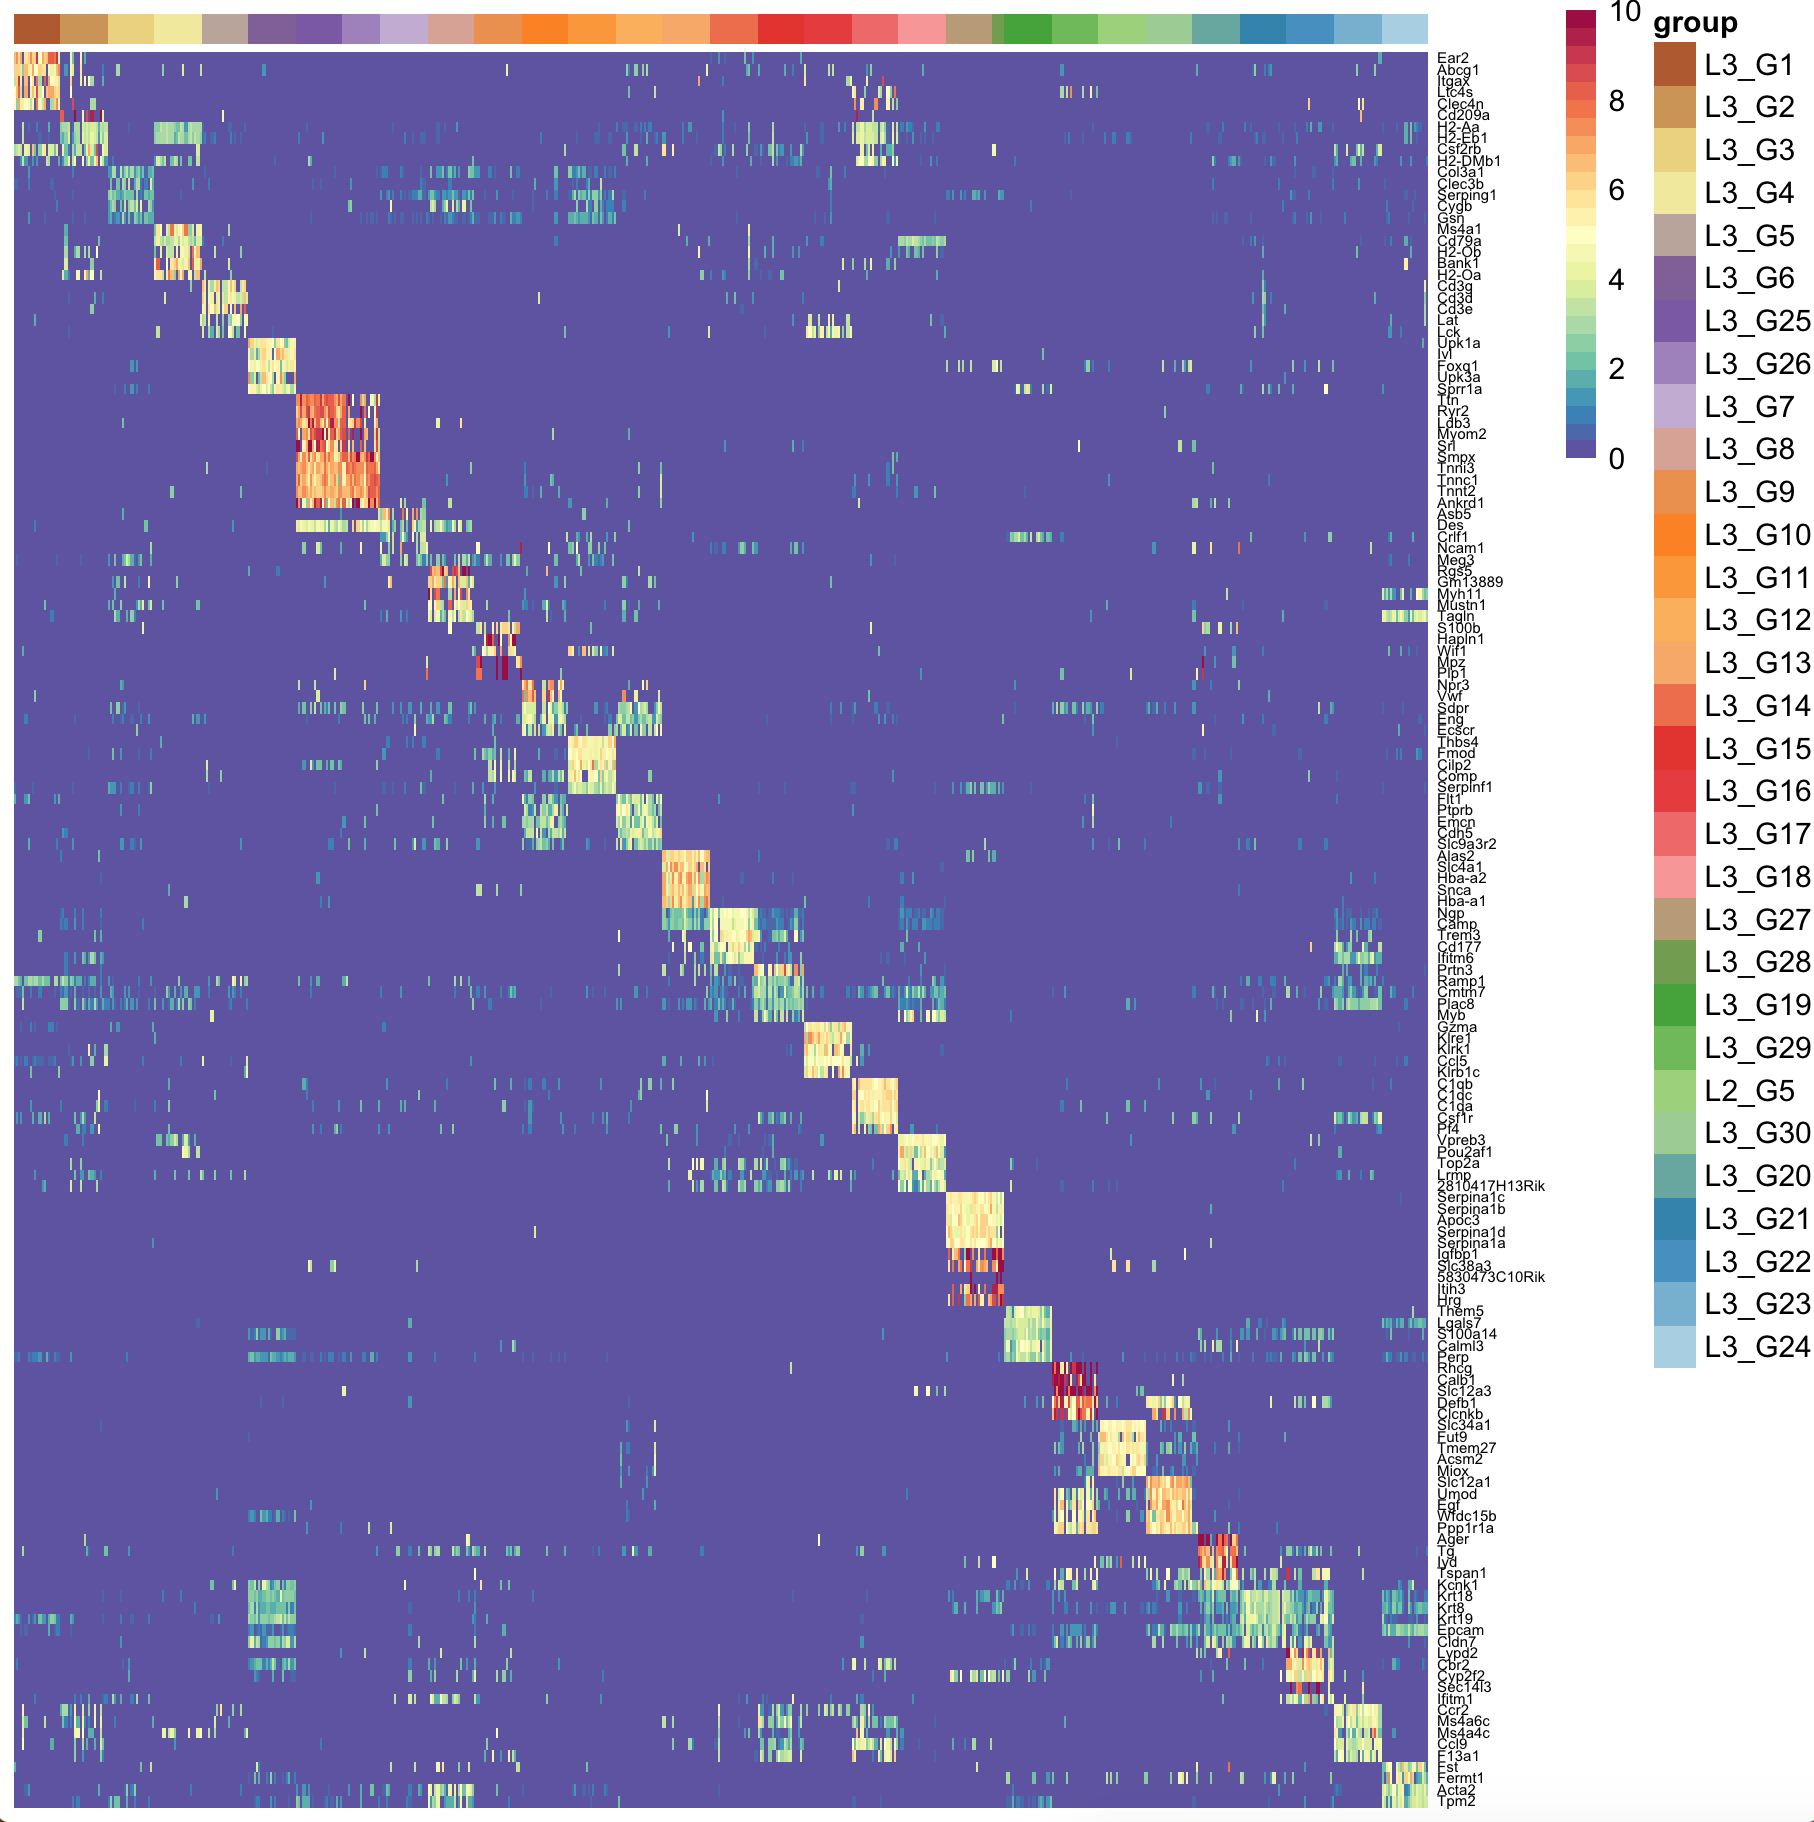 Ear2
Abcg1
Itgax
Ltc4s
Clec4n
Cd209a
H2-Aa
H2-Eb1
Csf2rb
H2-DMb1
Col3a1
Clec3b
Serping1
Cygb
Gsn
Ms4a1
Cd79a
H2-Ob
Bank1
H2-Oa
Cd3g
Cd3d
Cd3e
Lat
Lck
Upk1a
Ivl
Foxq1
Upk3a
Sprr1a
Ttn
Ryr2
Ldb3
Myom2
Srl
Smpx
Tnni3
Tnnc1
Tnnt2
Ankrd1
Asb5
Des
Crlf1
Ncam1
Meg3
Rgs5
Gm13889
Myh11
Mustn1
Tagln
S100b
Hapln1
Wif1
Mpz
Plp1
Npr3
Vwf
Sdpr
Eng
Ecscr
Thbs4
Fmod
Cilp2
Comp
Serpinf1
Flt1
Ptprb
Emcn
Cdh5
Slc9a3r2
Alas2
Slc4a1
Hba-a2
Snca
Hba-a1
Ngp
Camp
Trem3
Cd177
Ifitm6
Prtn3
Ramp1
Cmtm7
Plac8
Myb
Gzma
Klre1
Klrk1
Ccl5
Klrb1c
C1qb
C1qc
C1qa
Csf1r
Pf4
Vpreb3
Pou2af1
Top2a
Lrmp
2810417H13Rik
Serpina1c
Serpina1b
Apoc3
Serpina1d
Serpina1a
Igfbp1
Slc38a3
5830473C10Rik
Itih3
Hrg
Them5
Lgals7
S100a14
Calml3
Perp
Rhcg
Calb1
Slc12a3
Defb1
Clcnkb
Slc34a1
Fut9
Tmem27
Acsm2
Miox
Slc12a1
Umod
Egf
Wfdc15b
Ppp1r1a
Ager
Tg
Iyd
Tspan1
Kcnk1
Krt18
Krt8
Krt19
Epcam
Cldn7
Lypd2
Cbr2
Cyp2f2
Sec14l3
Ifitm1
Ccr2
Ms4a6c
Ms4a4c
Ccl9
F13a1
Fst
Fermt1
Acta2
Tpm2
10
8
6
4
2
0
group
L3_G1
L3_G2
L3_G3
L3_G4
L3_G5
L3_G6
L3_G25
L3_G26
L3_G7
L3_G8
L3_G9
L3_G10
L3_G11
L3_G12
L3_G13
L3_G14
L3_G15
L3_G16
L3_G17
L3_G18
L3_G27
L3_G28
L3_G19
L3_G29
L2_G5
L3_G30
L3_G20
L3_G21
L3_G22
L3_G23
L3_G24